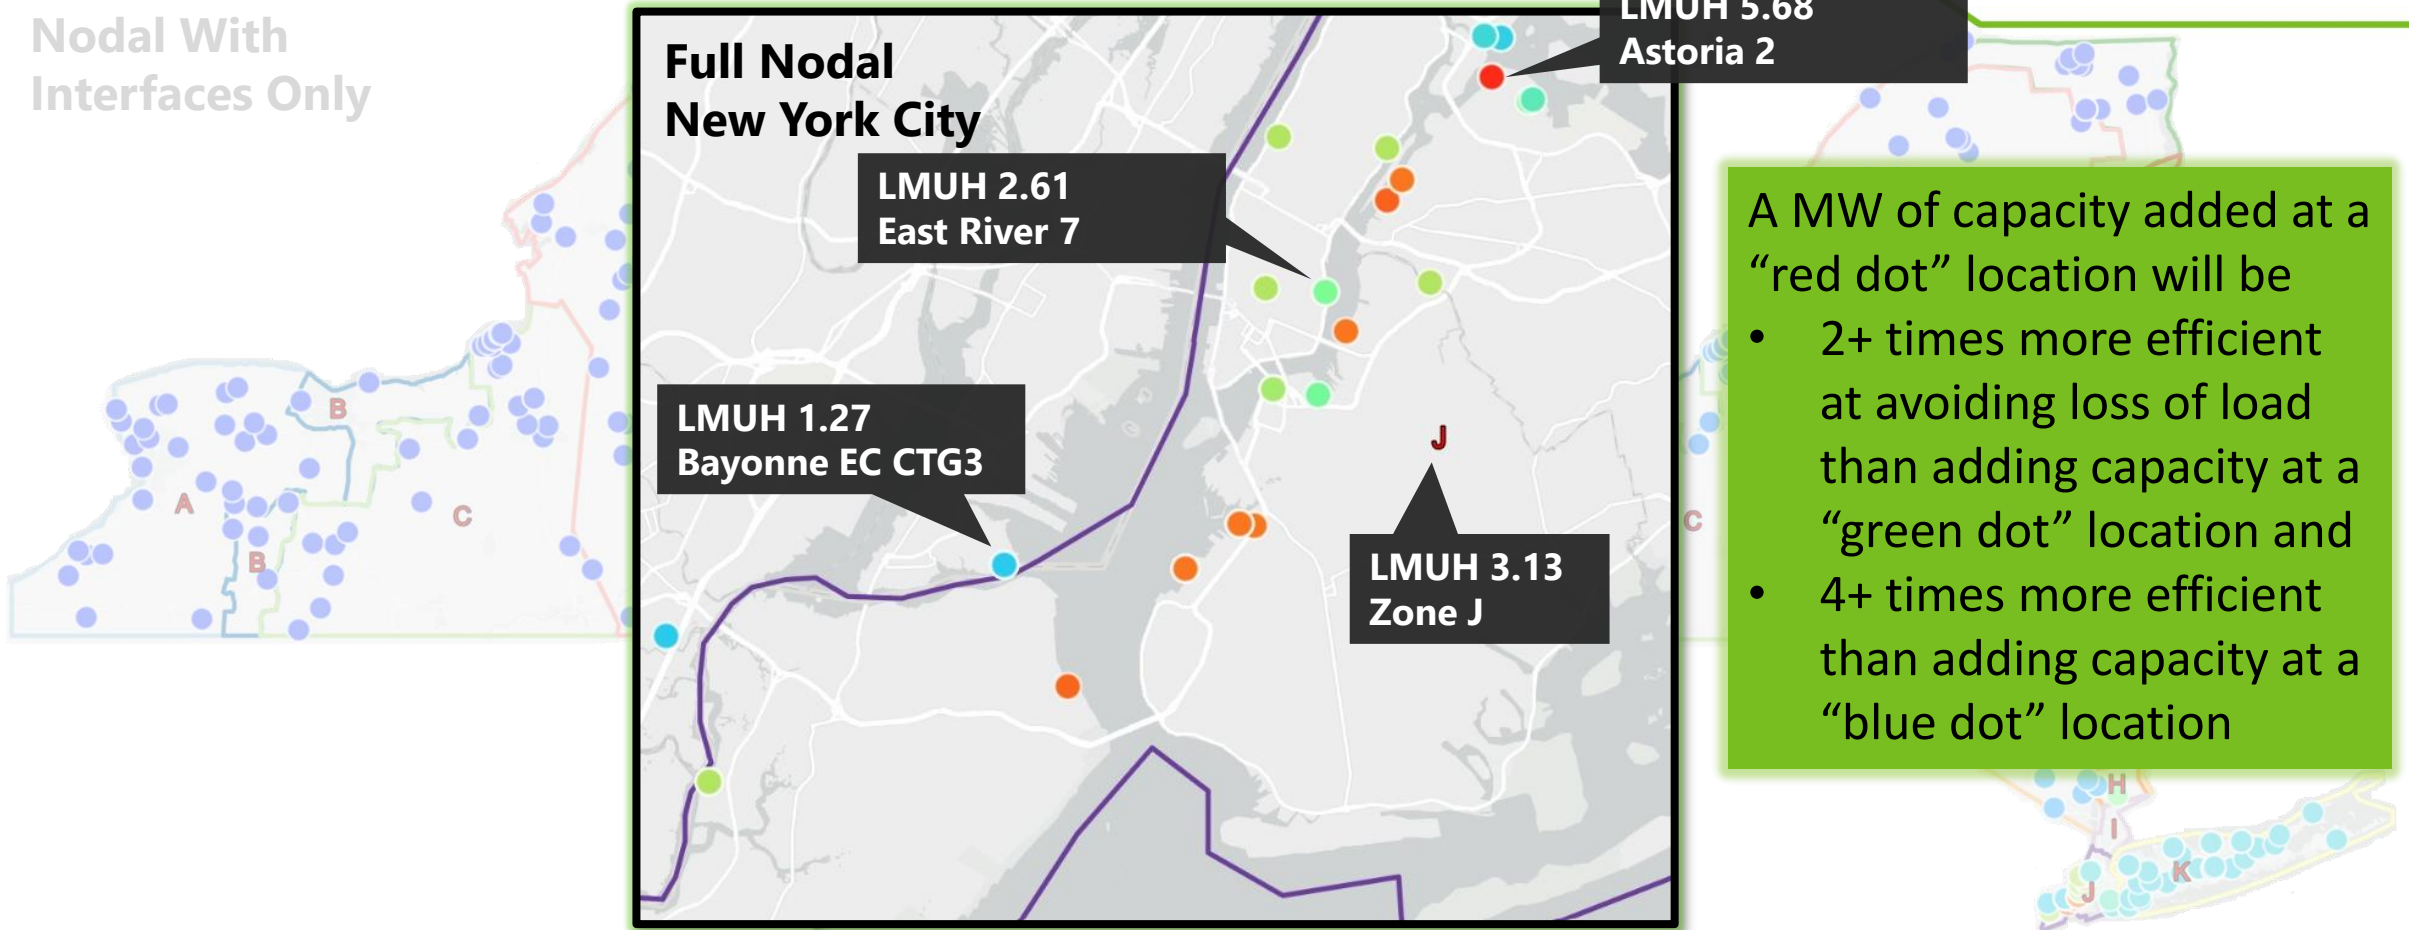 Nodal With
Interfaces Only
Full Nodal
New York City
LMUH 5.68
Astoria 2
LMUH 2.61
East River 7
LMUH 1.27
Bayonne EC CTG3
J
LMUH 3.13
Zone J
A MW of capacity added at a
“red dot” location will be
• 2+ times more efficient
at avoiding loss of load
than adding capacity at a
“green dot” location and
• 4+ times more efficient
than adding capacity at a
“blue dot” location
B
A
C
B
C
H
I
K
J